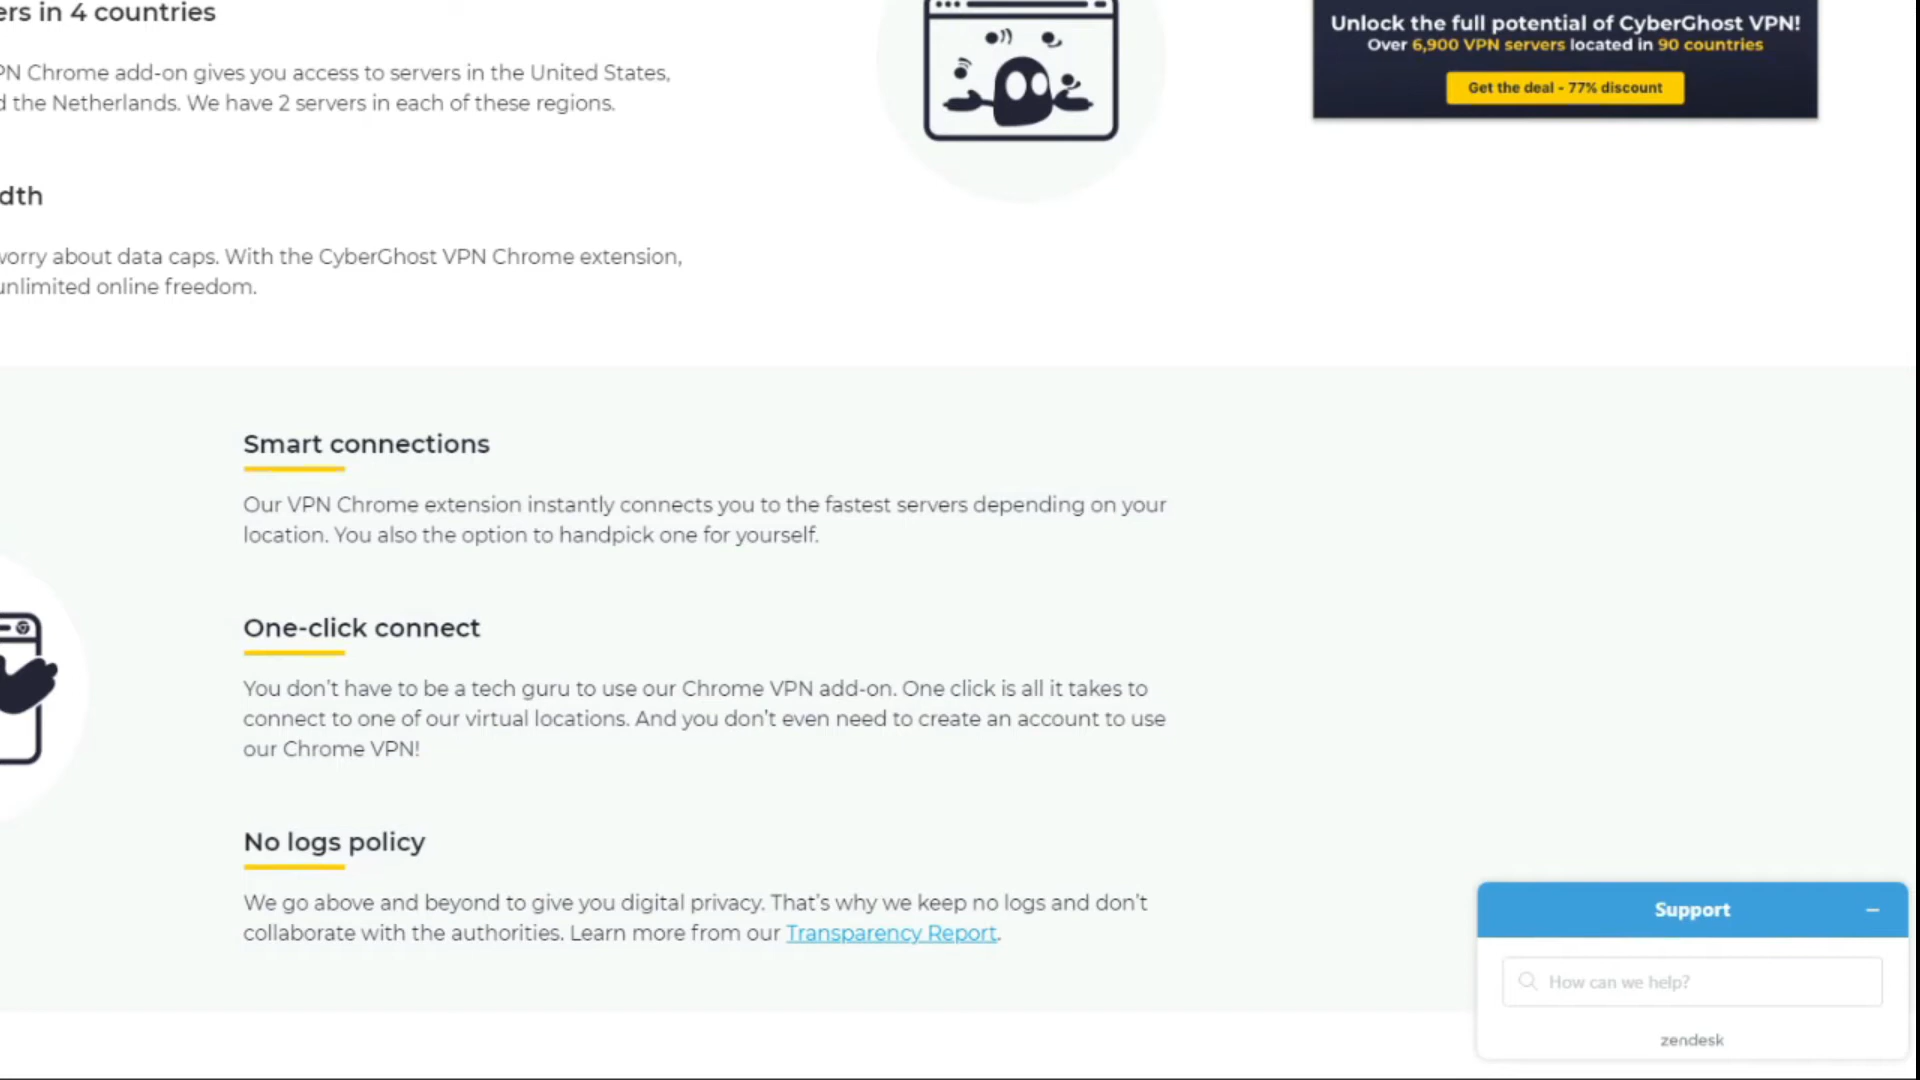 ers in 4 countries
PN Chrome add-on gives you access to servers in the United States,
d the Netherlands. We have 2 servers in each of these regions.
dth
worry about data caps. With the CyberGhost VPN Chrome extension,
unlimited online freedom.
Unlock the full potential of CyberGhost VPN!
Over 6,900 VPN servers located in 90 countries
Get the deal - 77% discount
Smart connections
Our VPN Chrome extension instantly connects you to the fastest servers depending on your
location. You also the option to handpick one for yourself.
One-click connect
You don’t have to be a tech guru to use our Chrome VPN add-on. One click is all it takes to
connect to one of our virtual locations. And you don’t even need to create an account to use
our Chrome VPN!
No logs policy
We go above and beyond to give you digital privacy. That’s why we keep no logs and don’t
collaborate with the authorities. Learn more from our Transparency Report.
Support
How can we help?
zendesk